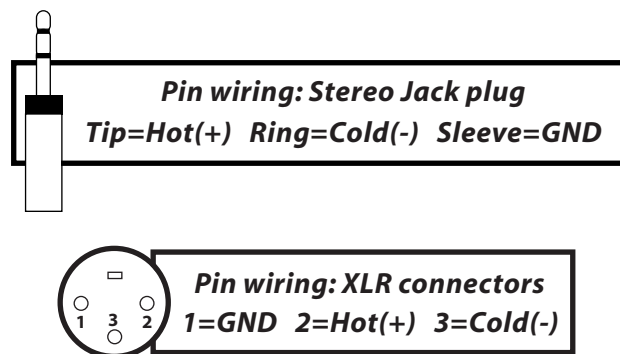 Pin wiring: Stereo Jack plug
Tip=Hot(+) Ring=Cold(-) Sleeve=GND
Pin wiring: XLR connectors
1=GND 2=Hot(+) 3=Cold(-)
1 3 2